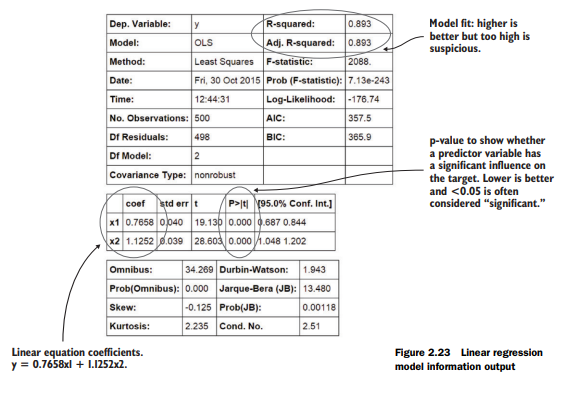 Dep. Variable: y R-squared: 0.893
Model: OLS Adj. R-squared: 0.893
Method: Least Squares F-statistic: 2088.
Date: Fri, 30 Oct 2015 Prob (F-statistic): 7.13e-243
Time: 12:44:31 Log-Likelihood: -176.74
No. Observations: 500 AIC: 357.5
Df Residuals: 498 BIC: 365.9
Df Model: 2
Covariance Type: nonrobust
Model fit: higher is
better but too high is
suspicious.
p-value to show whether
a predictor variable has
a significant influence on
the target. Lower is better
and <0.05 is often
considered “significant.”
coef std err t P>|t| [95.0% Conf. Int.]
x1 0.7658 0.040 19.130 0.000 0.687 0.844
x2 1.1252 0.039 28.603 0.000 1.048 1.202
Omnibus: 34.269 Durbin-Watson: 1.943
Prob(Omnibus): 0.000 Jarque-Bera (JB): 13.480
Skew: -0.125 Prob(JB): 0.00118
Kurtosis: 2.235 Cond. No. 2.51
Linear equation coefficients.
y = 0.7658xl + 1.1252x2.
Figure 2.23 Linear regression
model information output